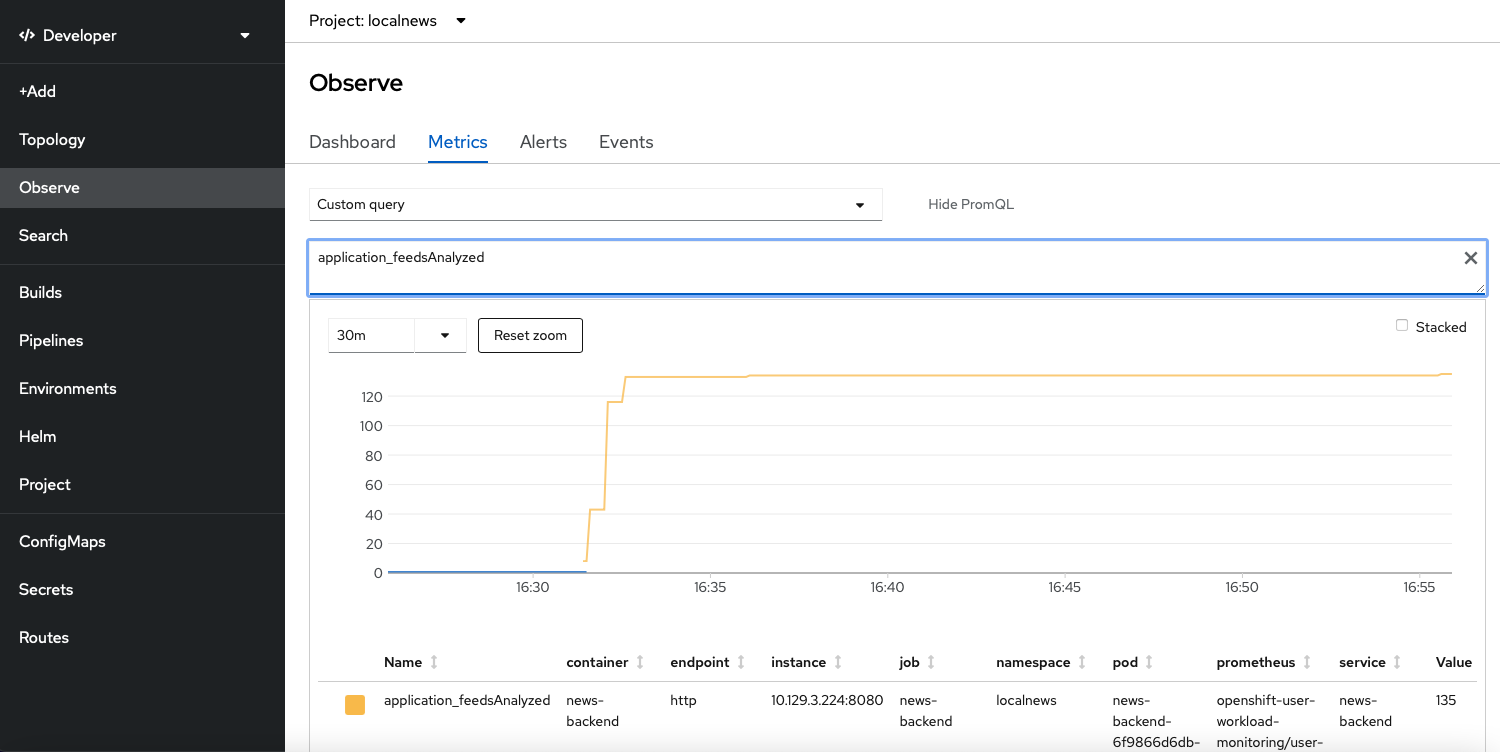 Developer
+Add
Topology
Observe
Search
Builds
Pipelines
Environments
Helm
Project
ConfigMaps
Secrets
Routes
Project: localnews
Observe
Dashboard Metrics Alerts Events
Custom query Hide PromQL
application_feedsAnalyzed
30m Reset zoom Stacked
120
100
80
60
40
20
0
16:30 16:35 16:40 16:45 16:50 16:55
Name container endpoint instance job namespace pod prometheus service Value
application_feedsAnalyzed news- http 10.129.3.224:8080 news- localnews news- openshift-user- news- 135
backend backend backend- workload- backend
6f9866d6db- monitoring/user-